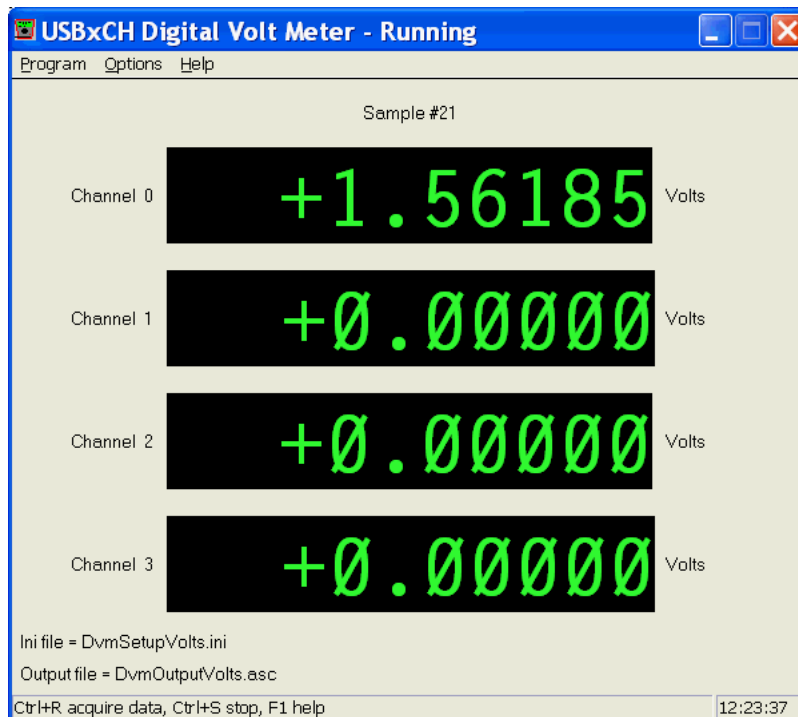 USBxCH Digital Volt Meter - Running
Program Options Help
Sample #21
Channel 0 +1.56185 Volts
Channel 1 +0.00000 Volts
Channel 2 +0.00000 Volts
Channel 3 +0.00000 Volts
Ini file = DvmSetupVolts.ini
Output file = DvmOutputVolts.asc
Ctrl+R acquire data, Ctrl+S stop, F1 help 12:23:37